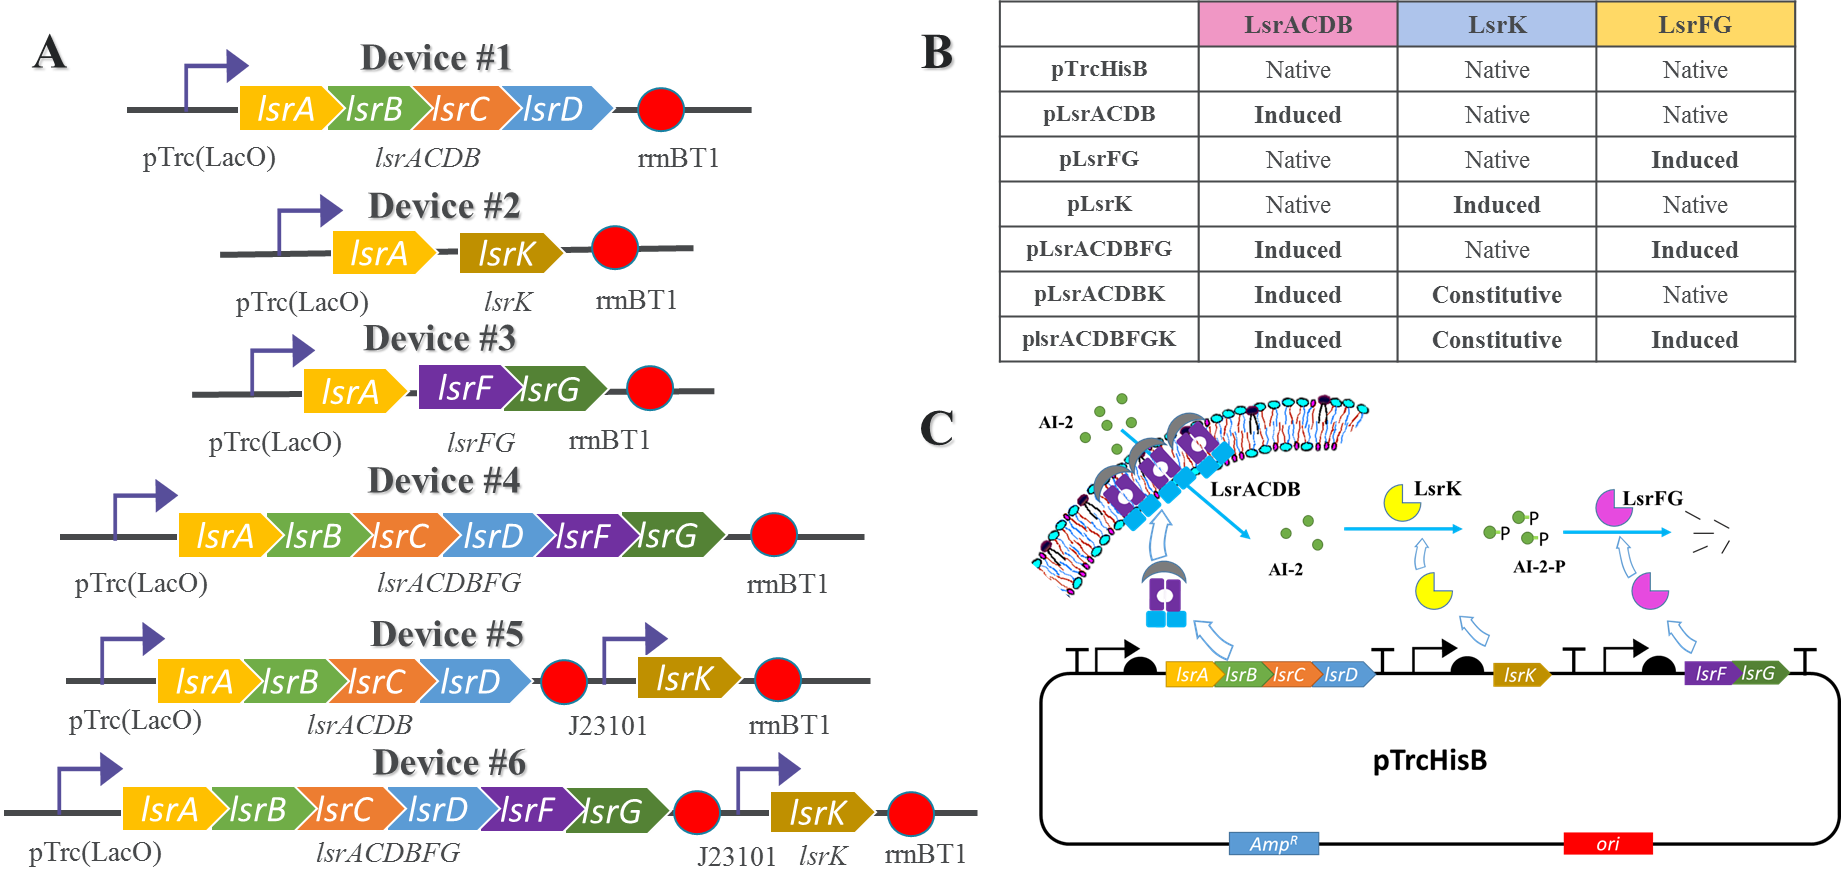 A
Device #1
lsrA lsrB lsrC lsrD
pTrc(LacO) lsrACDB rrnBT1
Device #2
lsrA lsrK
pTrc(LacO) lsrK rrnBT1
Device #3
lsrA lsrF lsrG
pTrc(LacO) lsrFG rrnBT1
Device #4
lsrA lsrB lsrC lsrD lsrF lsrG
pTrc(LacO) lsrACDBFG rrnBT1
Device #5
lsrA lsrB lsrC lsrD lsrK
pTrc(LacO) lsrACDB J23101 rrnBT1
Device #6
lsrA lsrB lsrC lsrD lsrF lsrG lsrK
pTrc(LacO) lsrACDBFG J23101 lsrK rrnBT1
B
LsrACDB LsrK LsrFG
pTrcHisB Native Native Native
pLsrACDB Induced Native Native
pLsrFG Native Native Induced
pLsrK Native Induced Native
pLsrACDBFG Induced Native Induced
pLsrACDBK Induced Constitutive Native
plsrACDBFGK Induced Constitutive Induced
C
AI-2
LsrACDB LsrK LsrFG
P
P P
AI-2 AI-2-P
lsrA lsrB lsrC lsrD lsrK lsrF lsrG
pTrcHisB
AmpR ori